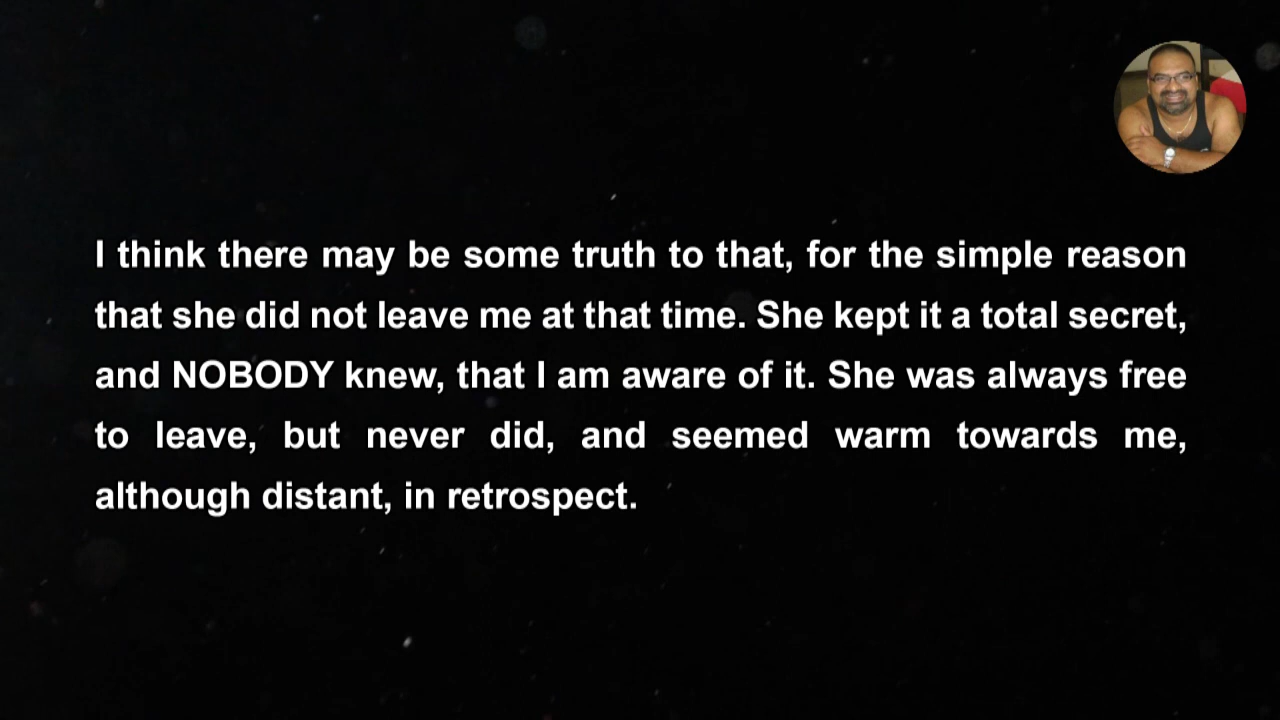 I think there may be some truth to that, for the simple reason
that she did not leave me at that time. She kept it a total secret,
and NOBODY knew, that I am aware of it. She was always free
to leave, but never did, and seemed warm towards me,
although distant, in retrospect.